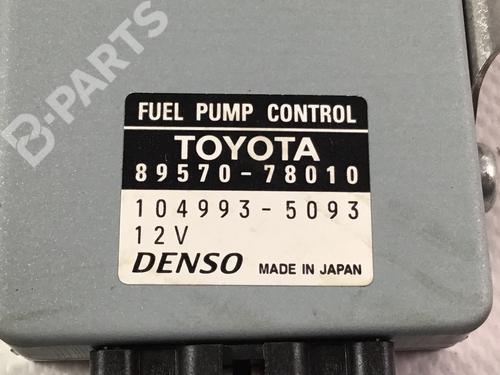 B-PARTS
FUEL PUMP CONTROL
TOYOTA
89570-78010
104993-5093
12V
DENSO MADE IN JAPAN